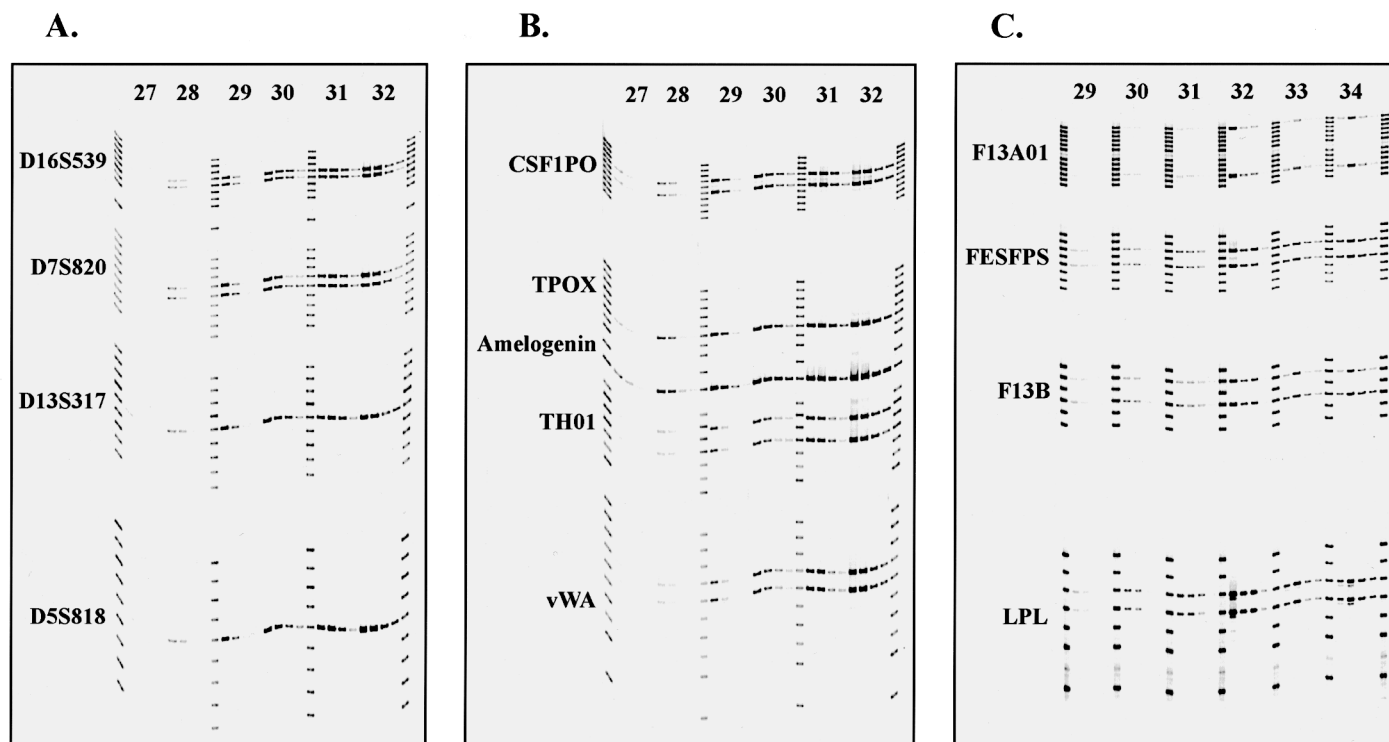 A.
27 28 29 30 31 32
D16S539
D7S820
D13S317
D5S818
B.
27 28 29 30 31 32
CSF1PO
TPOX
Amelogenin
TH01
vWA
C.
29 30 31 32 33 34
F13A01
FESFPS
F13B
LPL